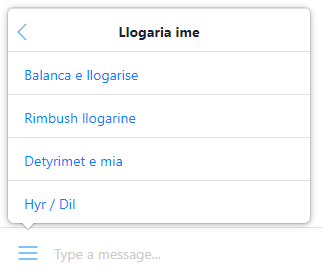 Llogaria ime
Balanca e llogarise
Rimbush llogarine
Detyrimet e mia
Hyr / Dil
Type a message...